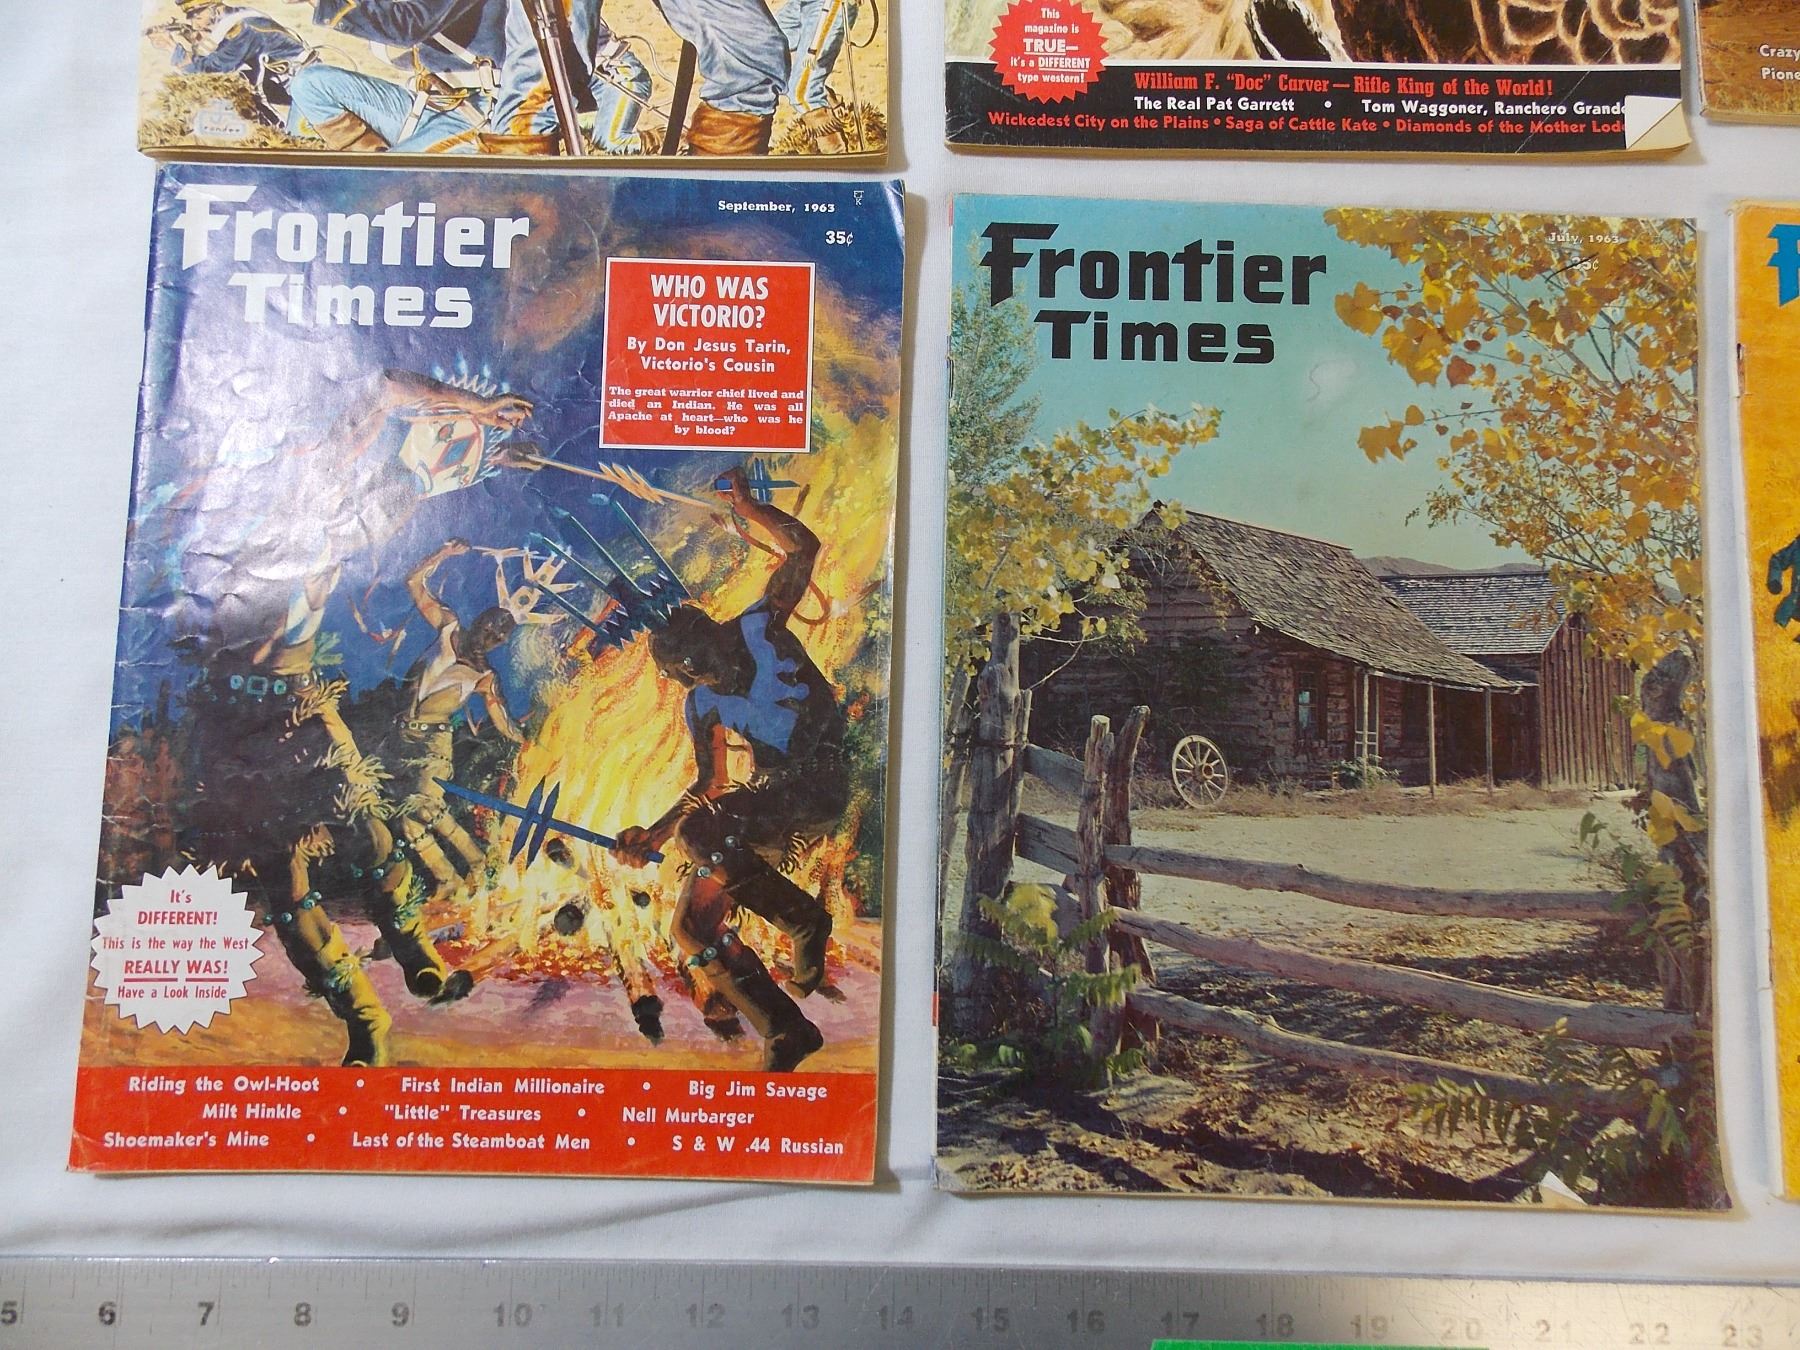 This
magazine is
TRUE—
it's a DIFFERENT
type western!
William F. "Doc" Carver — Rifle King of the World!
The Real Pat Garrett • Tom Waggoner, Ranchero Grande
Wickedest City on the Plains • Saga of Cattle Kate • Diamonds of the Mother Lode
Crazy
Pione
Frontier
Times
September, 1963
35¢
WHO WAS
VICTORIO?
By Don Jesus Tarin,
Victorio's Cousin
The great warrior chief lived and
died an Indian. He was all
Apache at heart—who was he
by blood?
It's
DIFFERENT!
This is the way the West
REALLY WAS!
Have a Look Inside
Riding the Owl-Hoot • First Indian Millionaire • Big Jim Savage
Milt Hinkle • "Little" Treasures • Nell Murbarger
Shoemaker's Mine • Last of the Steamboat Men • S & W .44 Russian
Frontier
Times
July, 1963
35¢
5 6 7 8 9 10 11 12 13 14 15 16 17 18 19 20 21 22 23